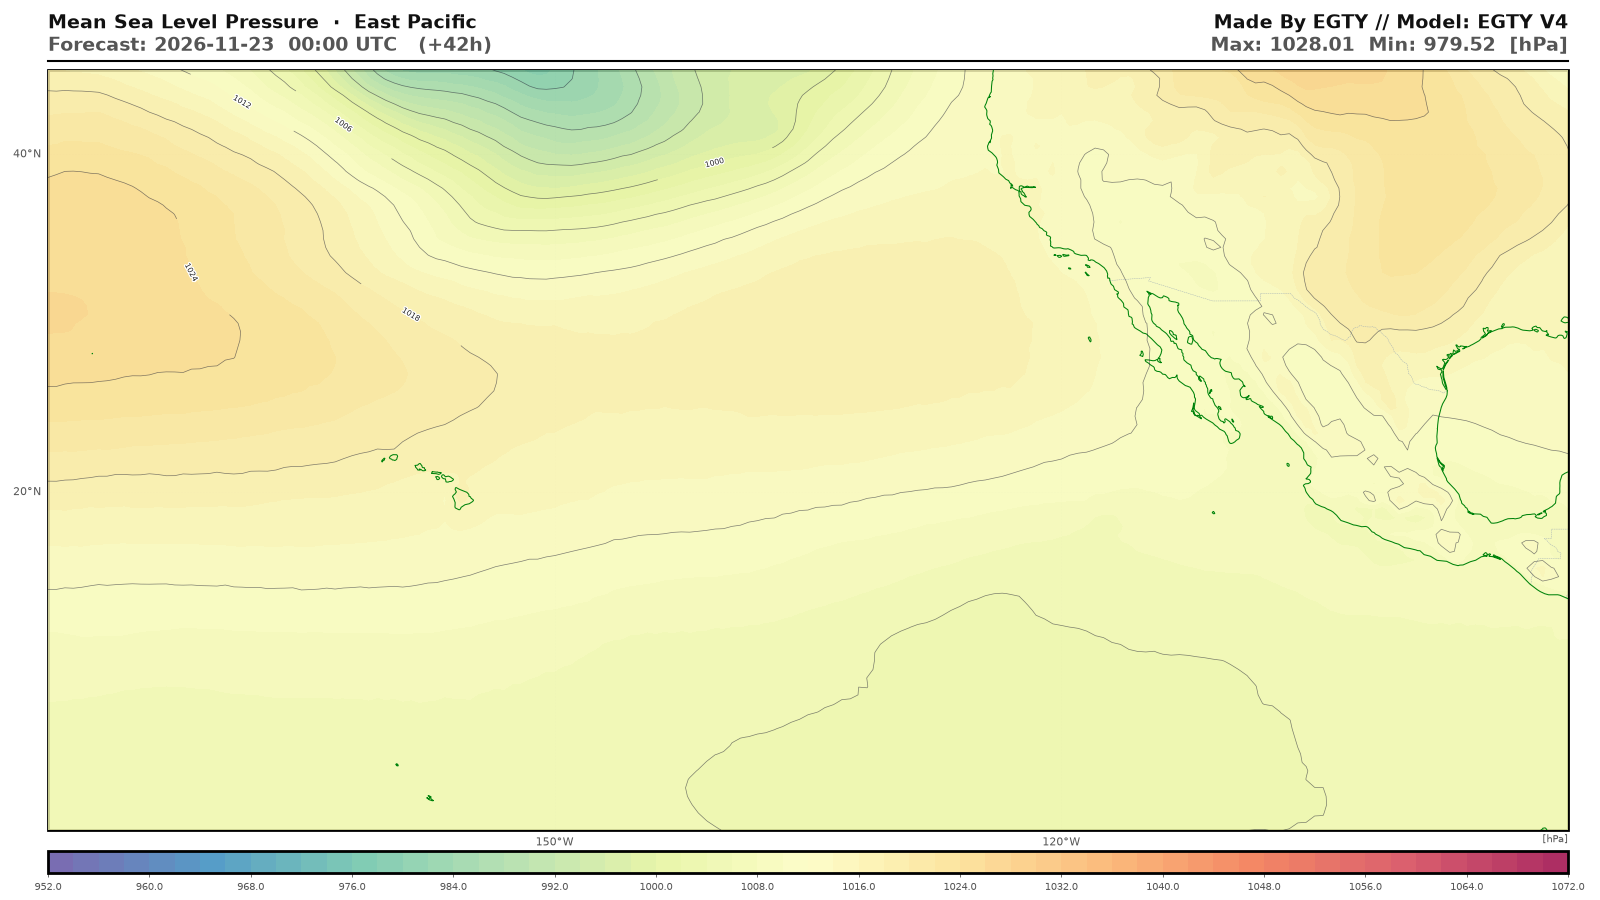 Mean Sea Level Pressure · East Pacific
Made By EGTY // Model: EGTY V4
Forecast: 2026-11-23 00:00 UTC (+42h)
Max: 1028.01 Min: 979.52 [hPa]
1012
1006
40°N
1000
1024
1018
20°N
150°W
120°W
[hPa]
952.0
960.0
968.0
976.0
984.0
992.0
1000.0
1008.0
1016.0
1024.0
1032.0
1040.0
1048.0
1056.0
1064.0
1072.0